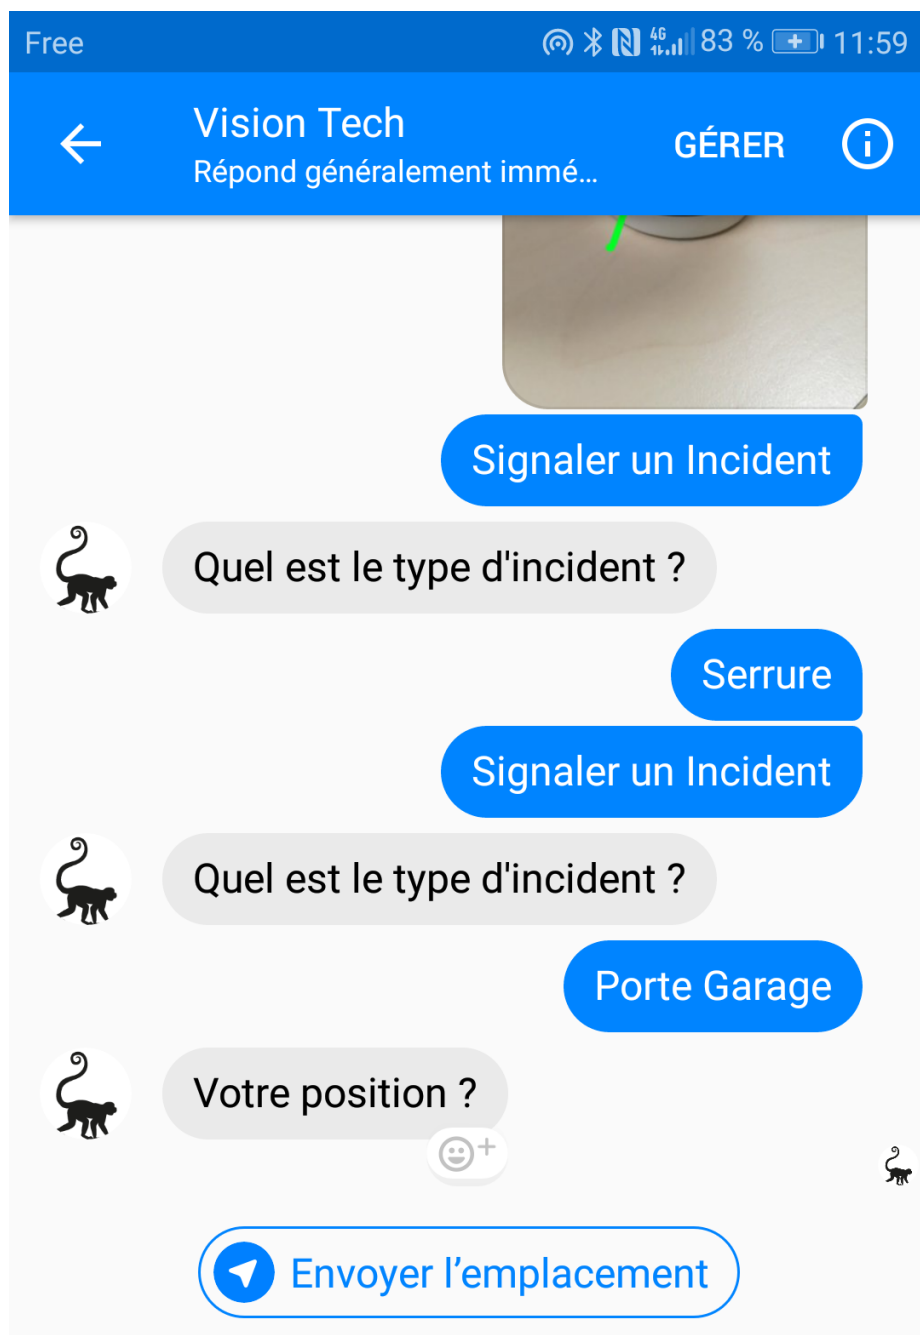 Free 4G 83 % 11:59
Vision Tech
Répond généralement immé...
GÉRER
Signaler un Incident
Quel est le type d'incident ?
Serrure
Signaler un Incident
Quel est le type d'incident ?
Porte Garage
Votre position ?
Envoyer l’emplacement